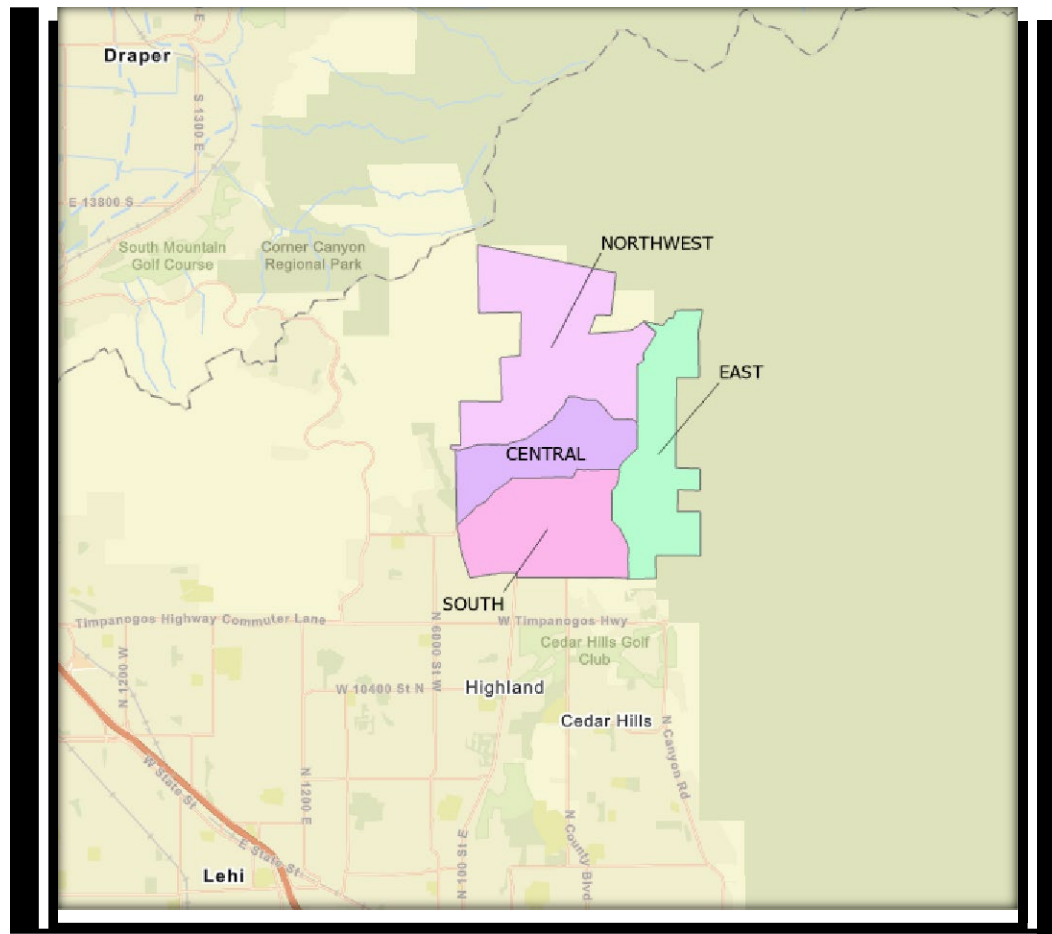 Draper
S 1300 E
E
E 13800 S
South Mountain
Golf Course
Corner Canyon
Regional Park
NORTHWEST
EAST
CENTRAL
SOUTH
Timpanogos Highway Commuter Lane
W Timpanogos Hwy
N 6000 St W
N 1200 W
Cedar Hills Golf
Club
W 10400 St N
Highland
Cedar Hills
N Canyon Rd
W State St
N 1200 E
E State St
N 100 St E
N County Blvd
Lehi